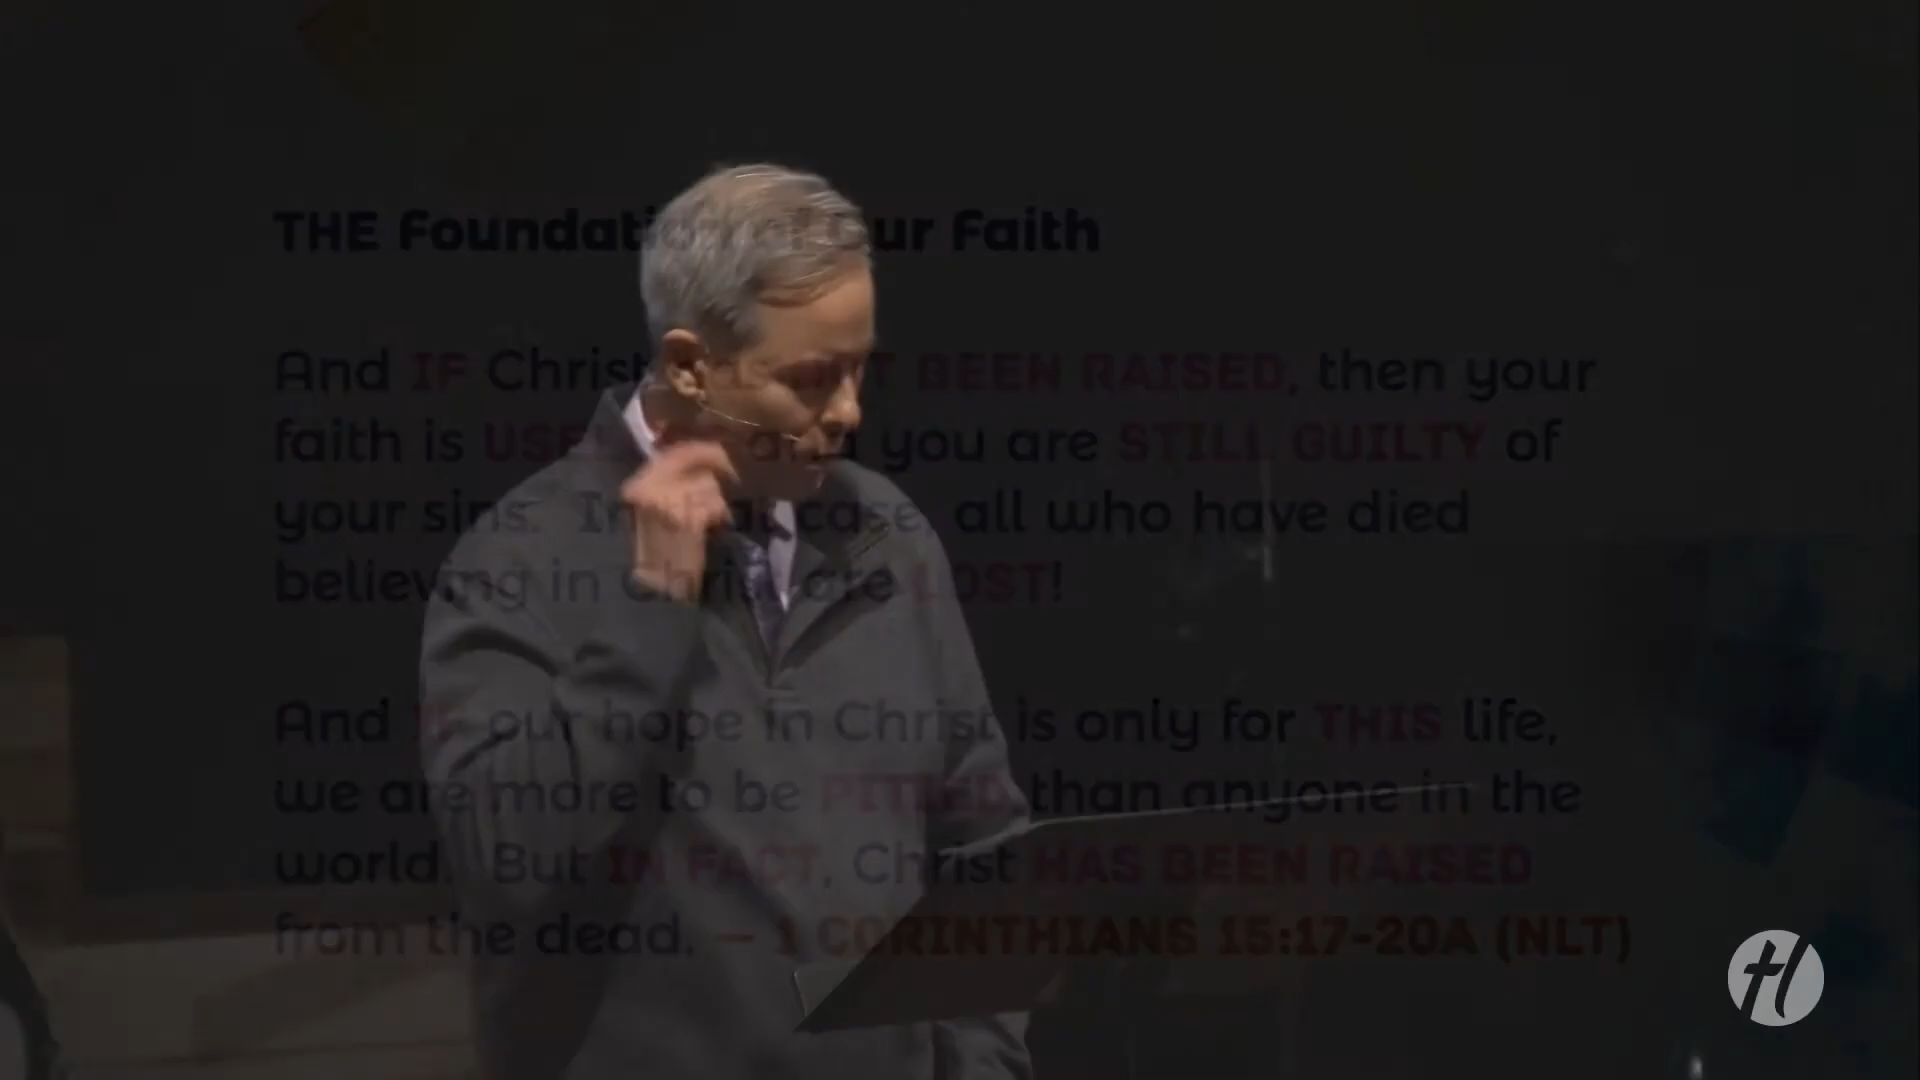 THE Foundation of Our Faith
And IF Christ HAS NOT BEEN RAISED, then your
faith is USELESS and you are STILL GUILTY of
your sins. In that case, all who have died
believing in Christ are LOST!
And IF our hope in Christ is only for THIS life,
we are more to be PITIED than anyone in the
world. But IN FACT, Christ HAS BEEN RAISED
from the dead. — 1 CORINTHIANS 15:17-20A (NLT)